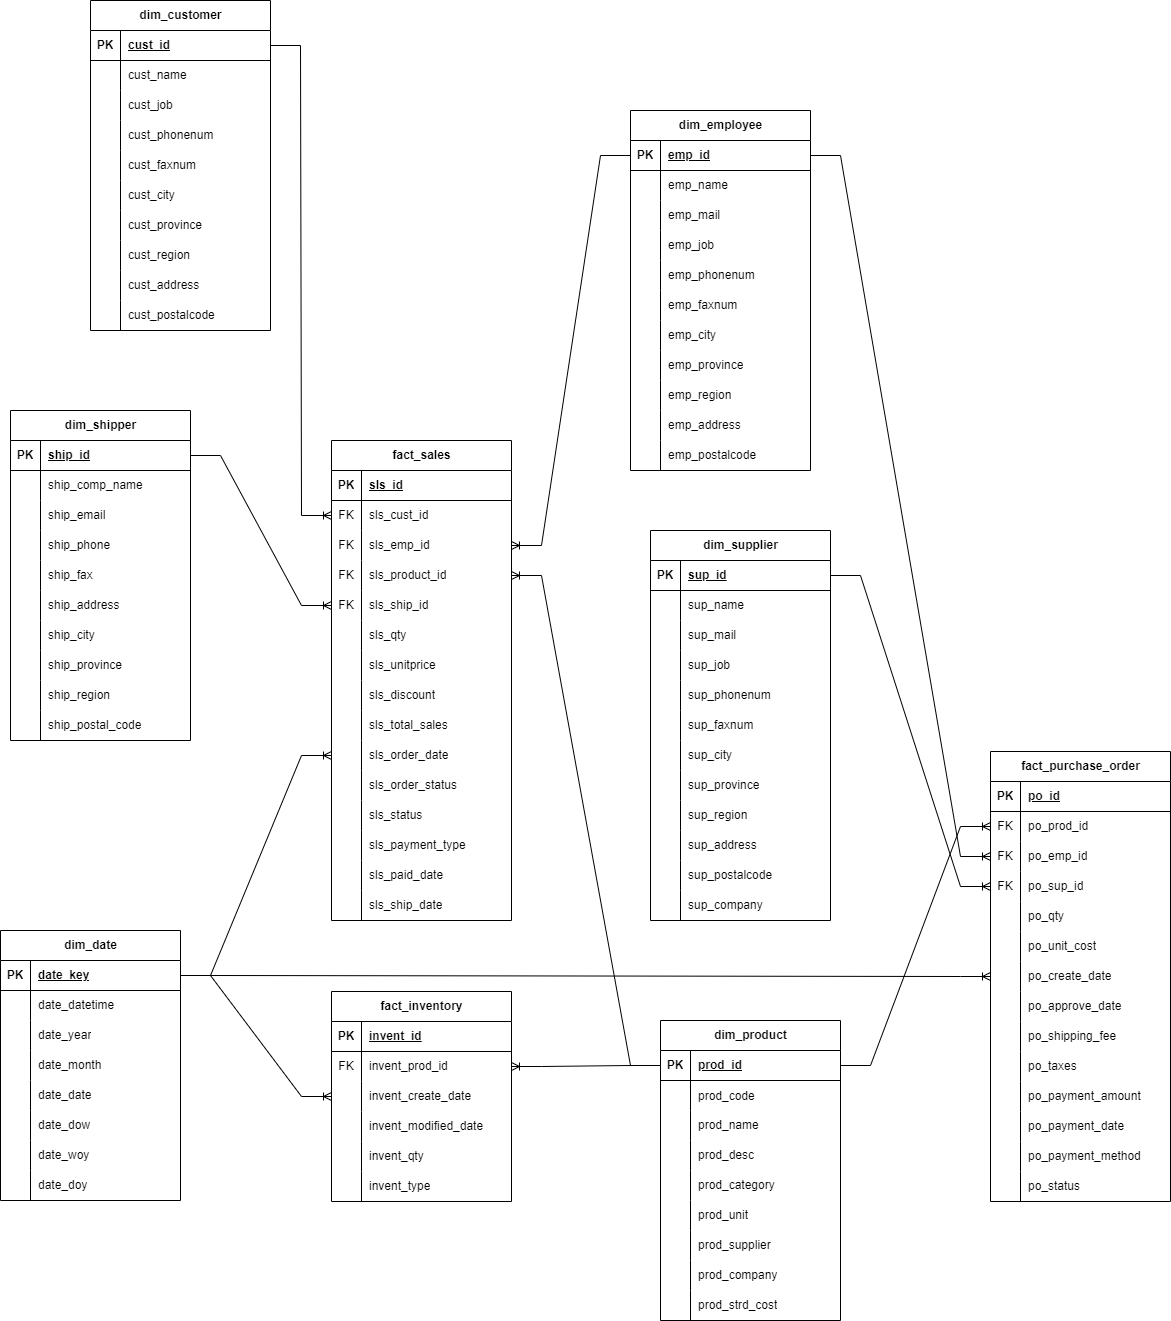 dim_customer
PK cust_id
cust_name
cust_job
cust_phonenum
cust_faxnum
cust_city
cust_province
cust_region
cust_address
cust_postalcode
dim_employee
PK emp_id
emp_name
emp_mail
emp_job
emp_phonenum
emp_faxnum
emp_city
emp_province
emp_region
emp_address
emp_postalcode
dim_shipper
PK ship_id
ship_comp_name
ship_email
ship_phone
ship_fax
ship_address
ship_city
ship_province
ship_region
ship_postal_code
fact_sales
PK sls_id
FK sls_cust_id
FK sls_emp_id
FK sls_product_id
FK sls_ship_id
sls_qty
sls_unitprice
sls_discount
sls_total_sales
sls_order_date
sls_order_status
sls_status
sls_payment_type
sls_paid_date
sls_ship_date
dim_supplier
PK sup_id
sup_name
sup_mail
sup_job
sup_phonenum
sup_faxnum
sup_city
sup_province
sup_region
sup_address
sup_postalcode
sup_company
fact_purchase_order
PK po_id
FK po_prod_id
FK po_emp_id
FK po_sup_id
po_qty
po_unit_cost
po_create_date
po_approve_date
po_shipping_fee
po_taxes
po_payment_amount
po_payment_date
po_payment_method
po_status
dim_date
PK date_key
date_datetime
date_year
date_month
date_date
date_dow
date_woy
date_doy
fact_inventory
PK invent_id
FK invent_prod_id
invent_create_date
invent_modified_date
invent_qty
invent_type
dim_product
PK prod_id
prod_code
prod_name
prod_desc
prod_category
prod_unit
prod_supplier
prod_company
prod_strd_cost